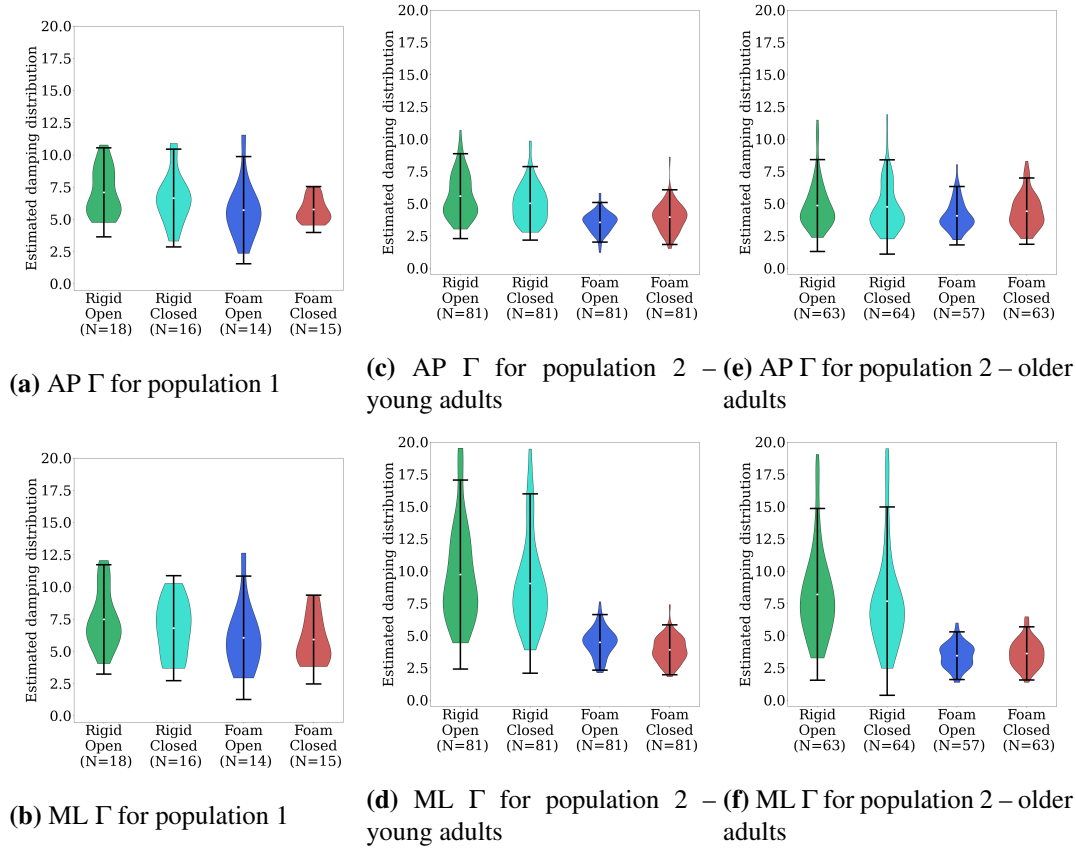 Estimated damping distribution
20.0
17.5
15.0
12.5
10.0
7.5
5.0
2.5
0.0
Rigid Open (N=18)
Rigid Closed (N=16)
Foam Open (N=14)
Foam Closed (N=15)
(a) AP Γ for population 1
Estimated damping distribution
20.0
17.5
15.0
12.5
10.0
7.5
5.0
2.5
0.0
Rigid Open (N=81)
Rigid Closed (N=81)
Foam Open (N=81)
Foam Closed (N=81)
(c) AP Γ for population 2 –
young adults
Estimated damping distribution
20.0
17.5
15.0
12.5
10.0
7.5
5.0
2.5
0.0
Rigid Open (N=63)
Rigid Closed (N=64)
Foam Open (N=57)
Foam Closed (N=63)
(e) AP Γ for population 2 – older
adults
Estimated damping distribution
20.0
17.5
15.0
12.5
10.0
7.5
5.0
2.5
0.0
Rigid Open (N=18)
Rigid Closed (N=16)
Foam Open (N=14)
Foam Closed (N=15)
(b) ML Γ for population 1
Estimated damping distribution
20.0
17.5
15.0
12.5
10.0
7.5
5.0
2.5
0.0
Rigid Open (N=81)
Rigid Closed (N=81)
Foam Open (N=81)
Foam Closed (N=81)
(d) ML Γ for population 2 –
young adults
Estimated damping distribution
20.0
17.5
15.0
12.5
10.0
7.5
5.0
2.5
0.0
Rigid Open (N=63)
Rigid Closed (N=64)
Foam Open (N=57)
Foam Closed (N=63)
(f) ML Γ for population 2 – older
adults